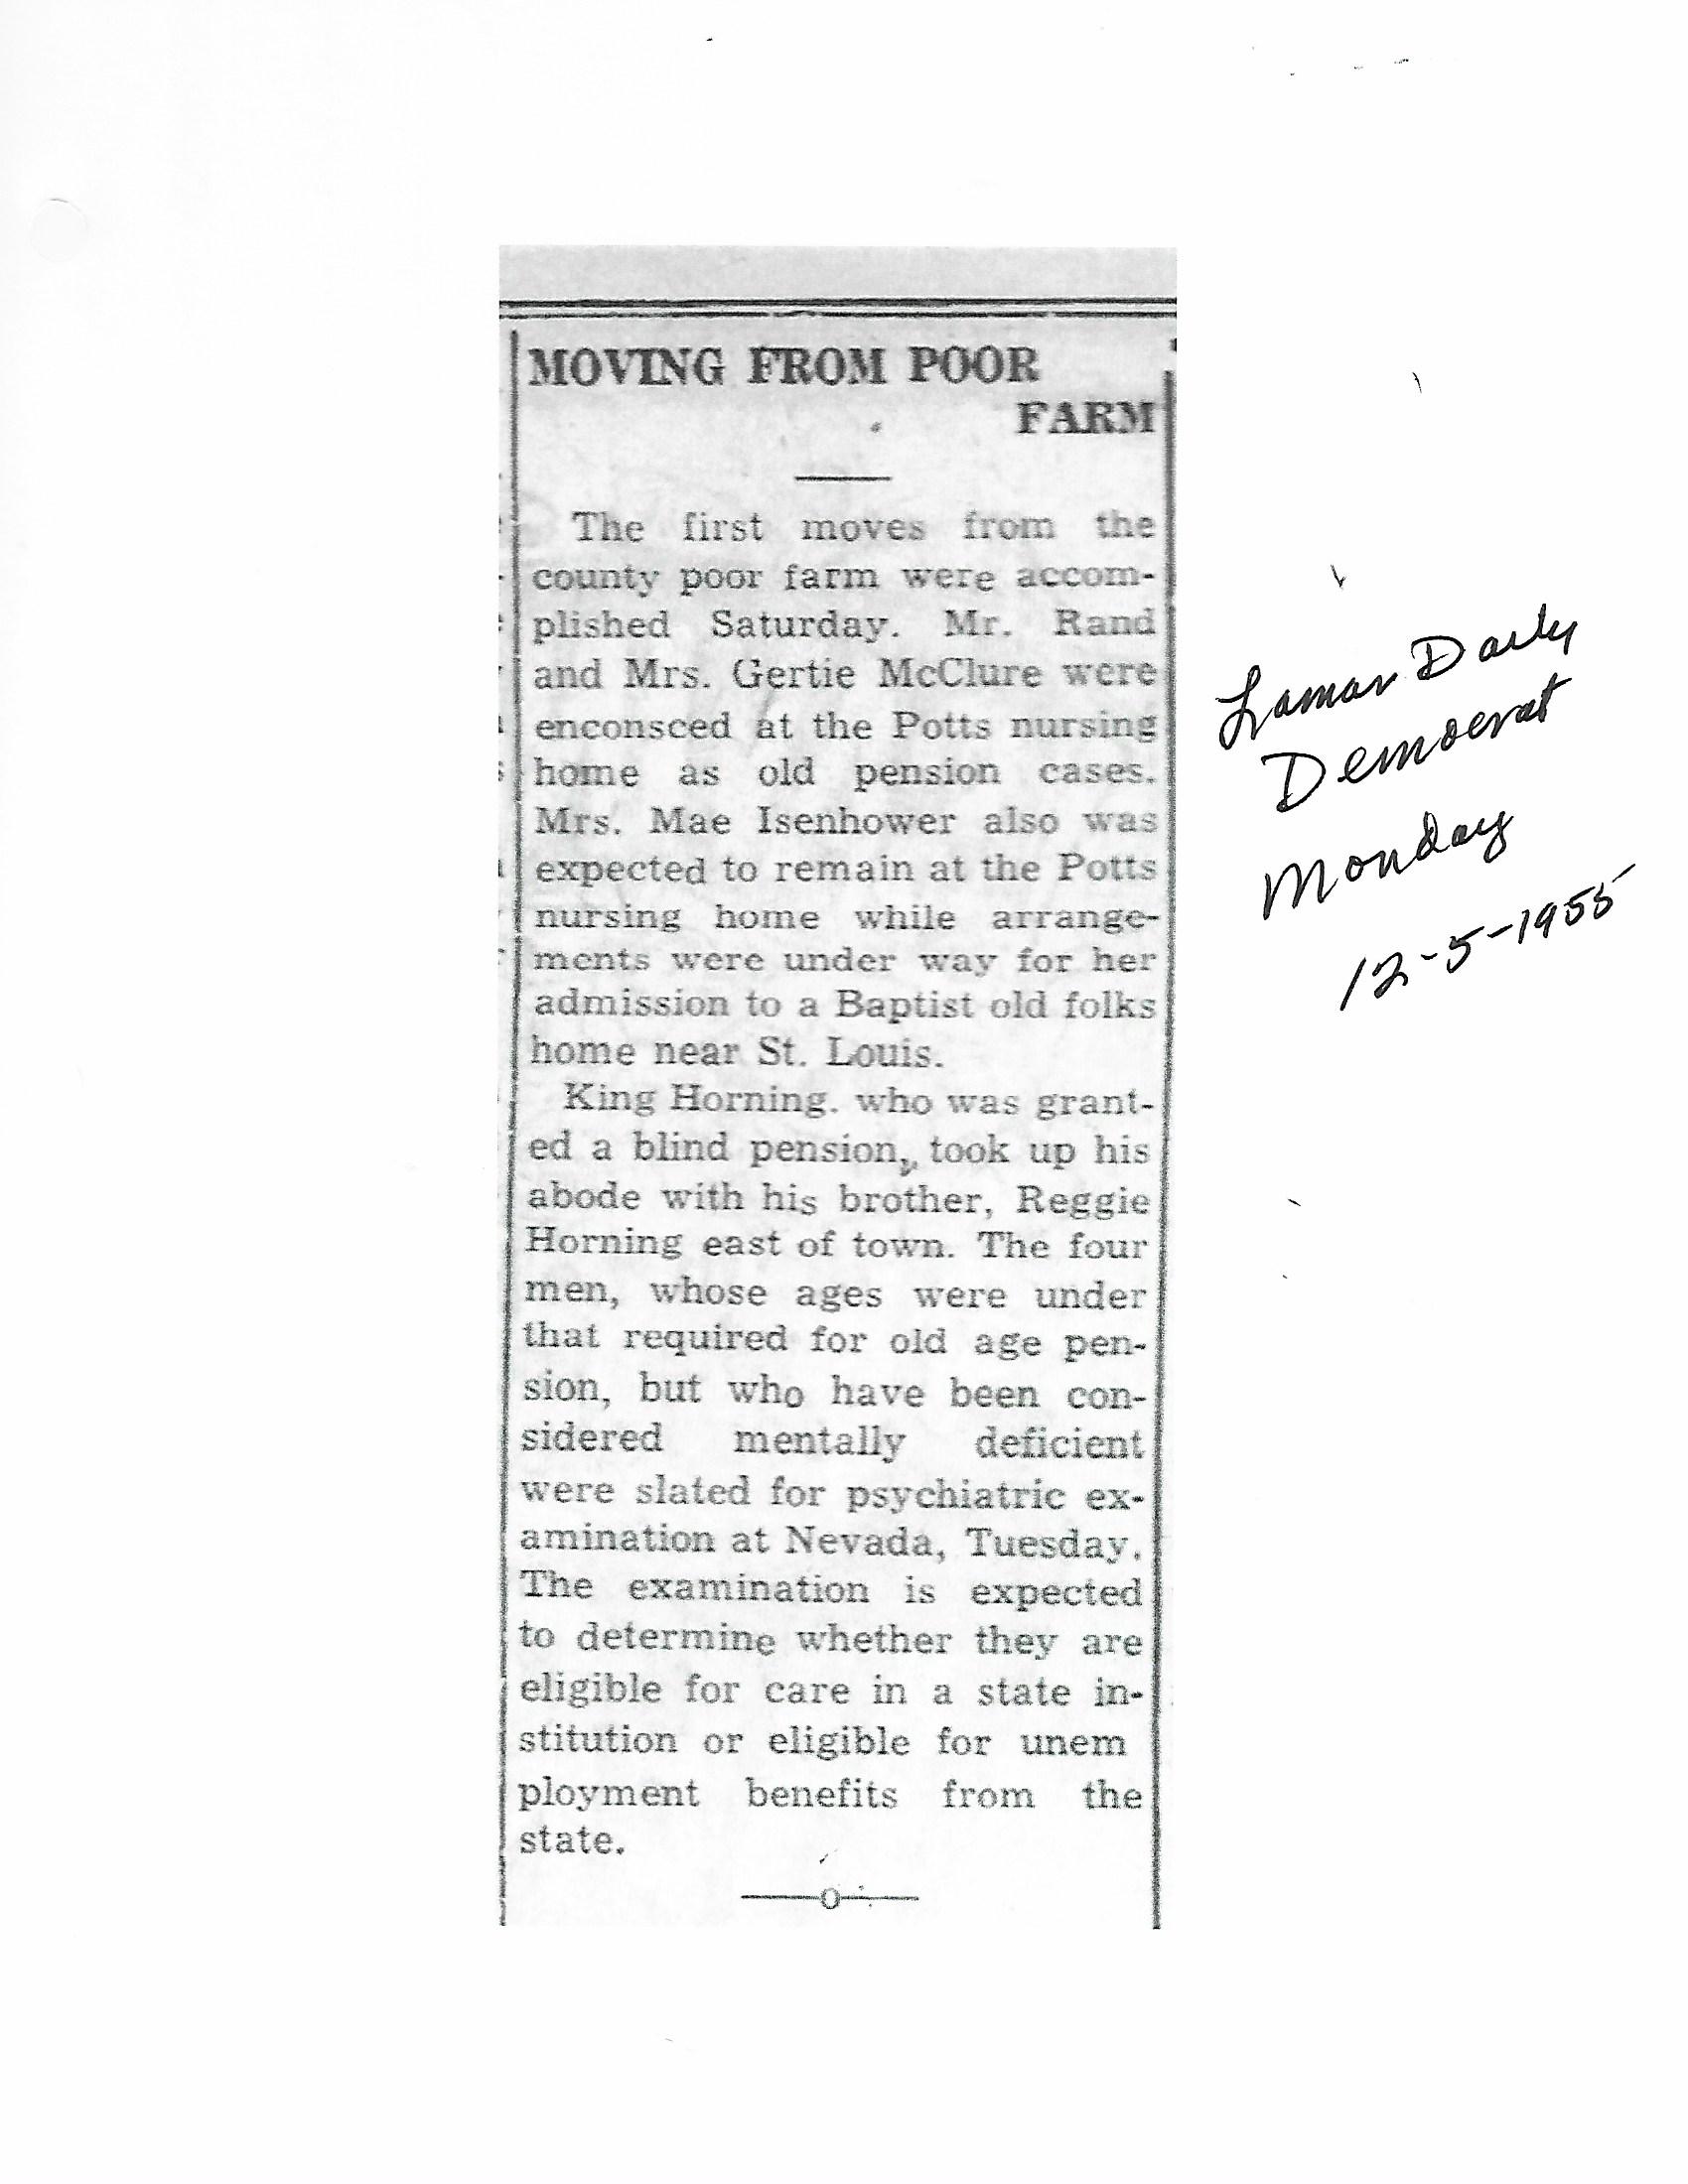 MOVING FROM POOR
FARM
The first moves from the
county poor farm were accom-
plished Saturday. Mr. Rand
and Mrs. Gertie McClure were
enconsced at the Potts nursing
home as old pension cases.
Mrs. Mae Isenhower also was
expected to remain at the Potts
nursing home while arrange-
ments were under way for her
admission to a Baptist old folks
home near St. Louis.
King Horning. who was grant-
ed a blind pension, took up his
abode with his brother, Reggie
Horning east of town. The four
men, whose ages were under
that required for old age pen-
sion, but who have been con-
sidered mentally deficient
were slated for psychiatric ex-
amination at Nevada, Tuesday.
The examination is expected
to determine whether they are
eligible for care in a state in-
stitution or eligible for unem
ployment benefits from the
state.
Lamar Daily
Democrat
Monday
12-5-1955